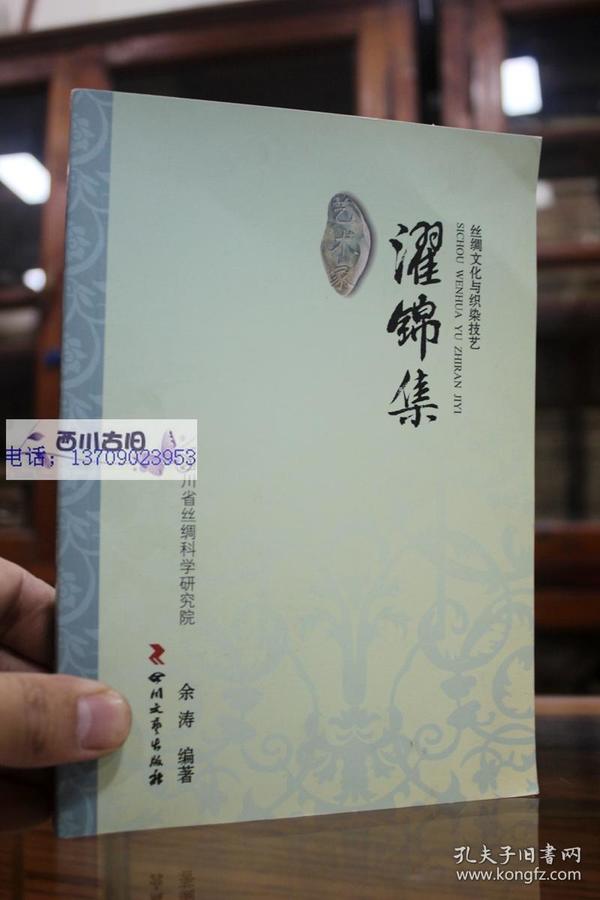 丝绸文化与织染技艺
SICHOU WENHUA YU ZHIRAN JIYI
濯锦集
艺术家
川省丝绸科学研究院
余涛 编著
四川文艺出版社
西川古旧
电话：13709023953
孔夫子旧书网
www.kongfz.com